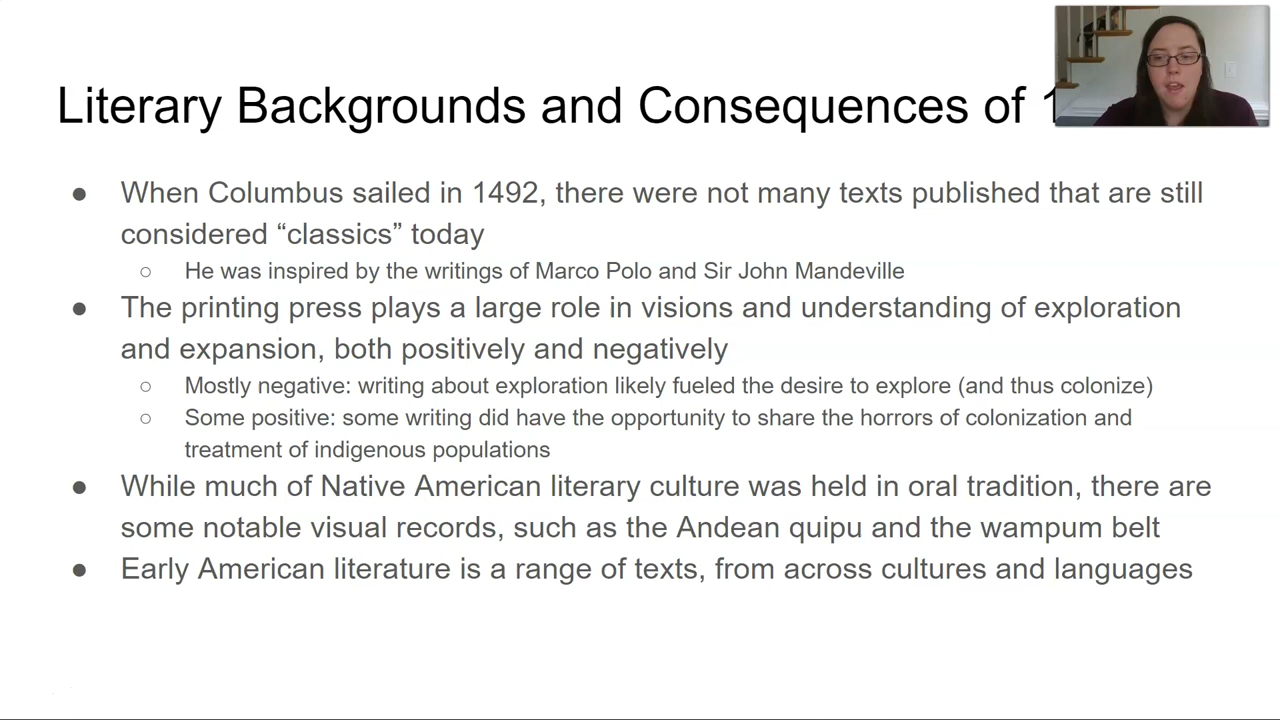 Literary Backgrounds and Consequences of 1
When Columbus sailed in 1492, there were not many texts published that are still
considered “classics” today
He was inspired by the writings of Marco Polo and Sir John Mandeville
The printing press plays a large role in visions and understanding of exploration
and expansion, both positively and negatively
Mostly negative: writing about exploration likely fueled the desire to explore (and thus colonize)
Some positive: some writing did have the opportunity to share the horrors of colonization and
treatment of indigenous populations
While much of Native American literary culture was held in oral tradition, there are
some notable visual records, such as the Andean quipu and the wampum belt
Early American literature is a range of texts, from across cultures and languages